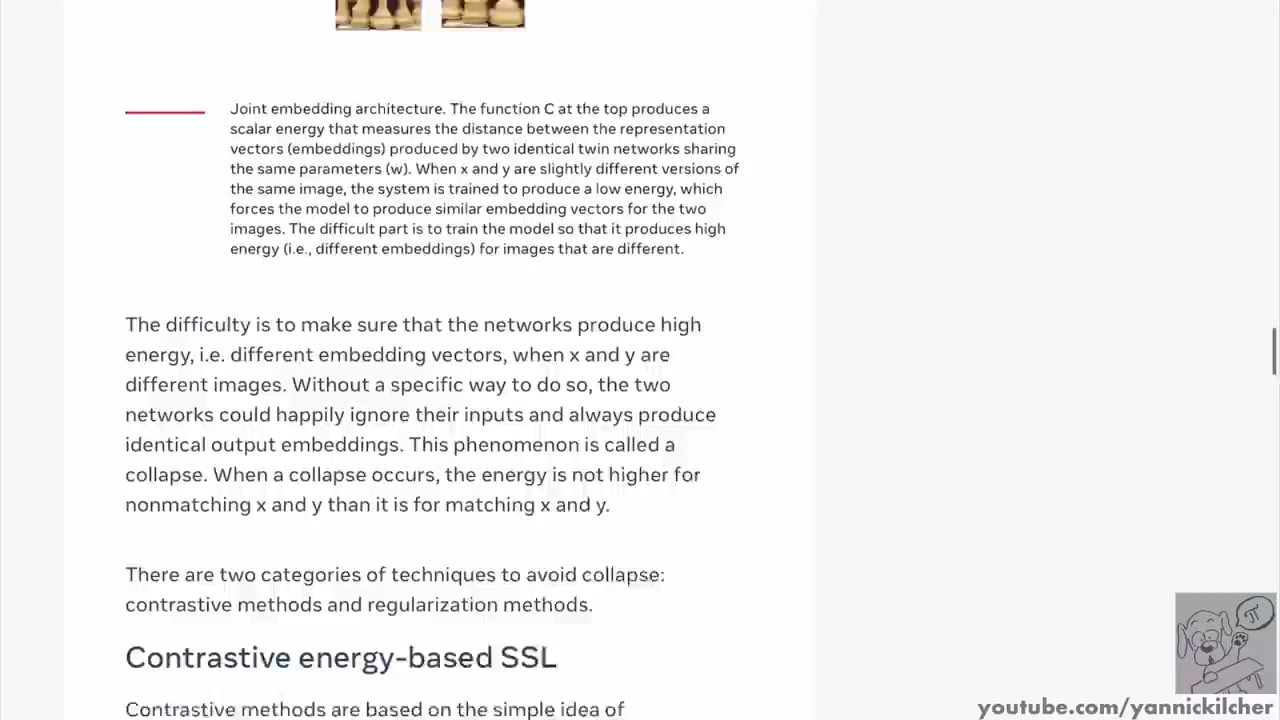 Joint embedding architecture. The function C at the top produces a
scalar energy that measures the distance between the representation
vectors (embeddings) produced by two identical twin networks sharing
the same parameters (w). When x and y are slightly different versions of
the same image, the system is trained to produce a low energy, which
forces the model to produce similar embedding vectors for the two
images. The difficult part is to train the model so that it produces high
energy (i.e., different embeddings) for images that are different.
The difficulty is to make sure that the networks produce high
energy, i.e. different embedding vectors, when x and y are
different images. Without a specific way to do so, the two
networks could happily ignore their inputs and always produce
identical output embeddings. This phenomenon is called a
collapse. When a collapse occurs, the energy is not higher for
nonmatching x and y than it is for matching x and y.
There are two categories of techniques to avoid collapse:
contrastive methods and regularization methods.
Contrastive energy-based SSL
Contrastive methods are based on the simple idea of
π
youtube.com/yannickilcher